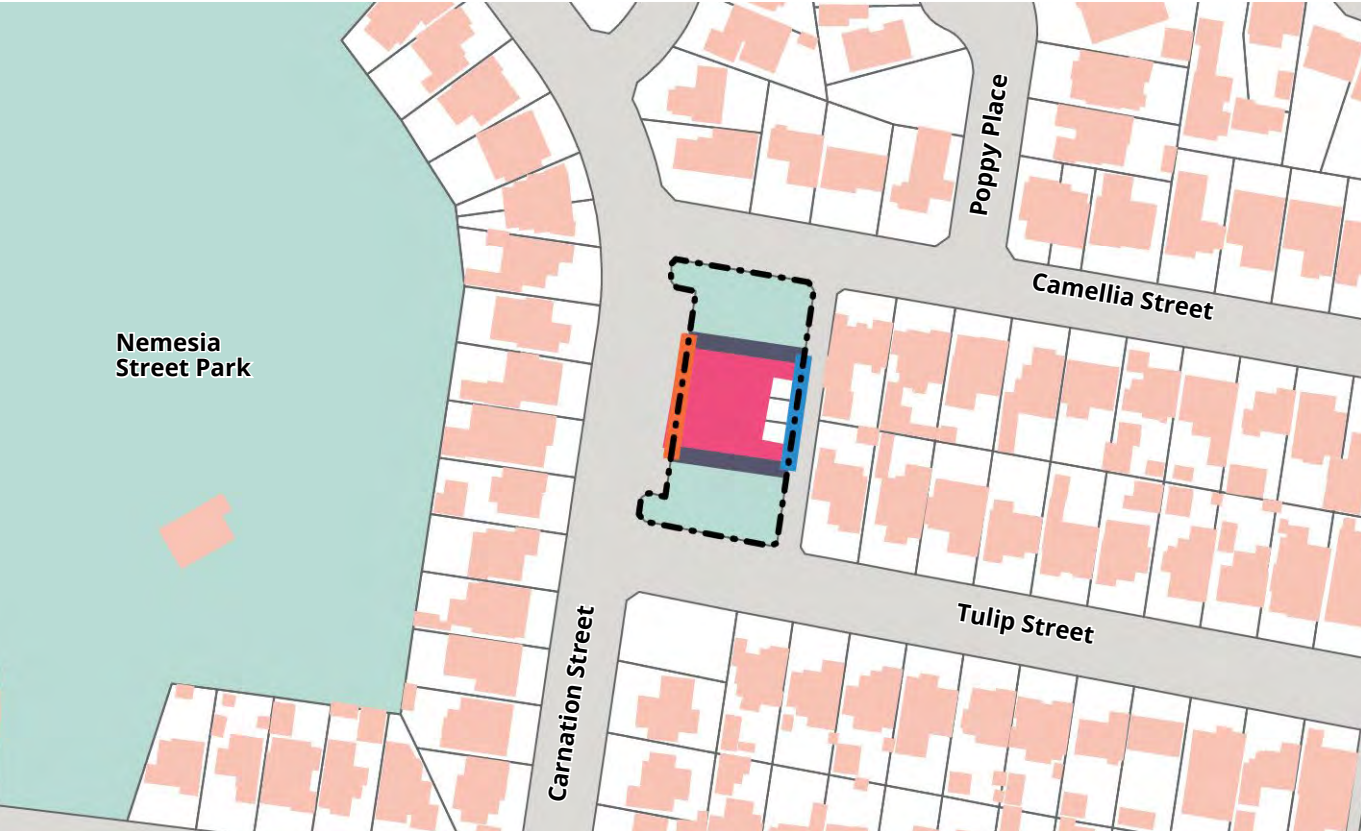 Poppy Place
Camellia Street
Nemesia
Street Park
Tulip Street
Carnation Street